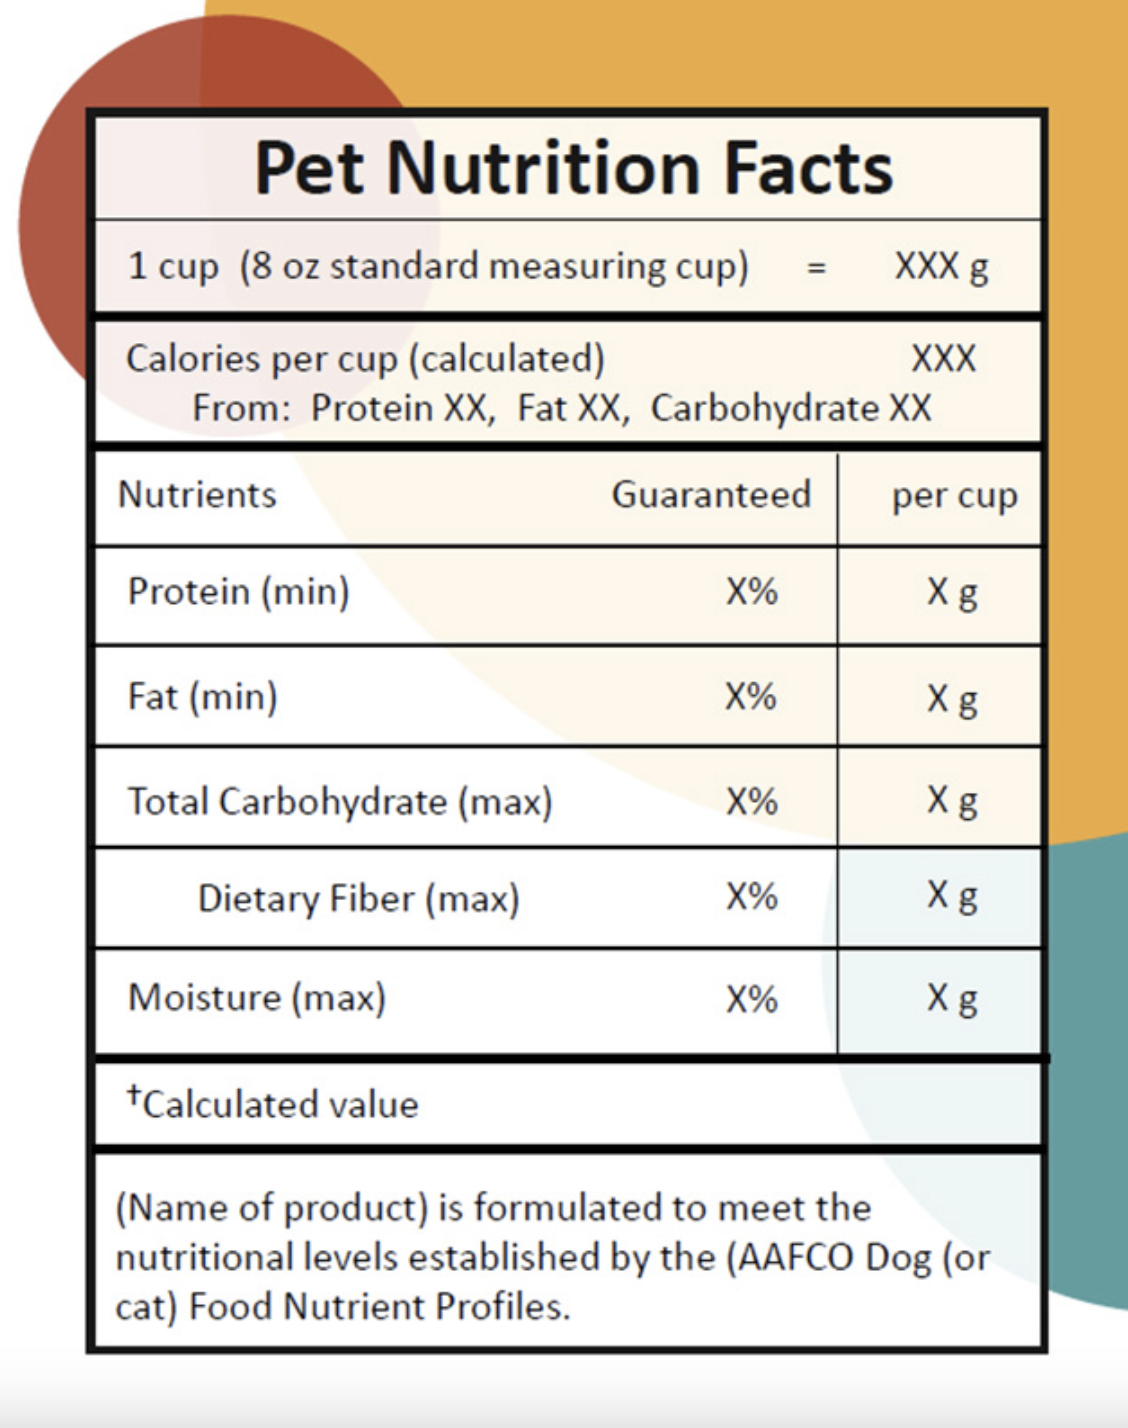 Pet Nutrition Facts
1 cup (8 oz standard measuring cup) = XXX g
Calories per cup (calculated) XXX
From: Protein XX, Fat XX, Carbohydrate XX
Nutrients Guaranteed per cup
Protein (min) X% X g
Fat (min) X% X g
Total Carbohydrate (max) X% X g
Dietary Fiber (max) X% X g
Moisture (max) X% X g
†Calculated value
(Name of product) is formulated to meet the
nutritional levels established by the (AAFCO Dog (or
cat) Food Nutrient Profiles.